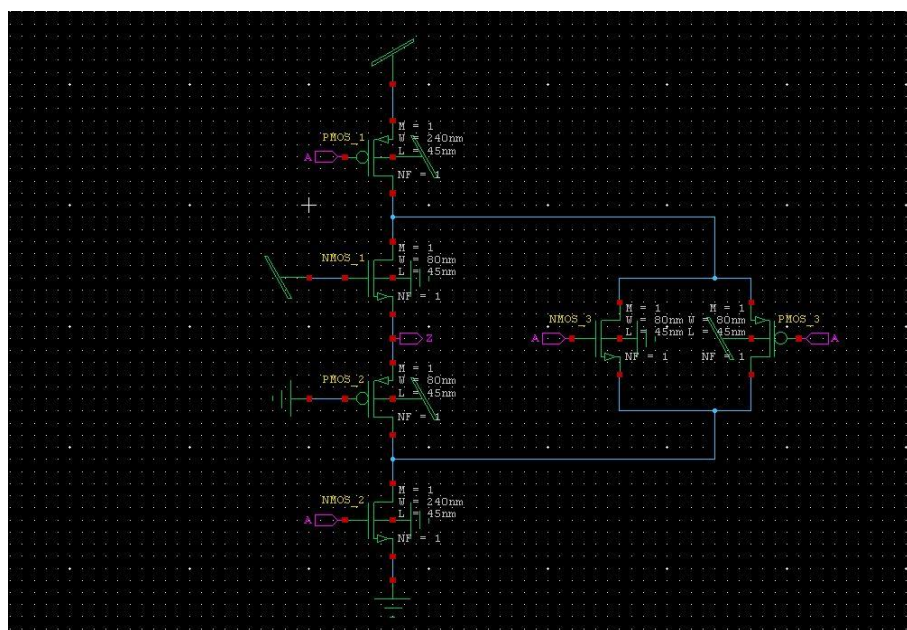 M = 1
PMOS_1 W = 240nm
A L = 45nm
NF = 1
M = 1
NMOS_1 W = 80nm
L = 45nm
NF = 1
Z
M = 1
PMOS_2 W = 80nm
L = 45nm
NF = 1
M = 1
NMOS_2 W = 240nm
A L = 45nm
NF = 1
M = 1
NMOS_3 W = 80nm
A L = 45nm
NF = 1
M = 1
W = 80nm PMOS_3
L = 45nm A
NF = 1